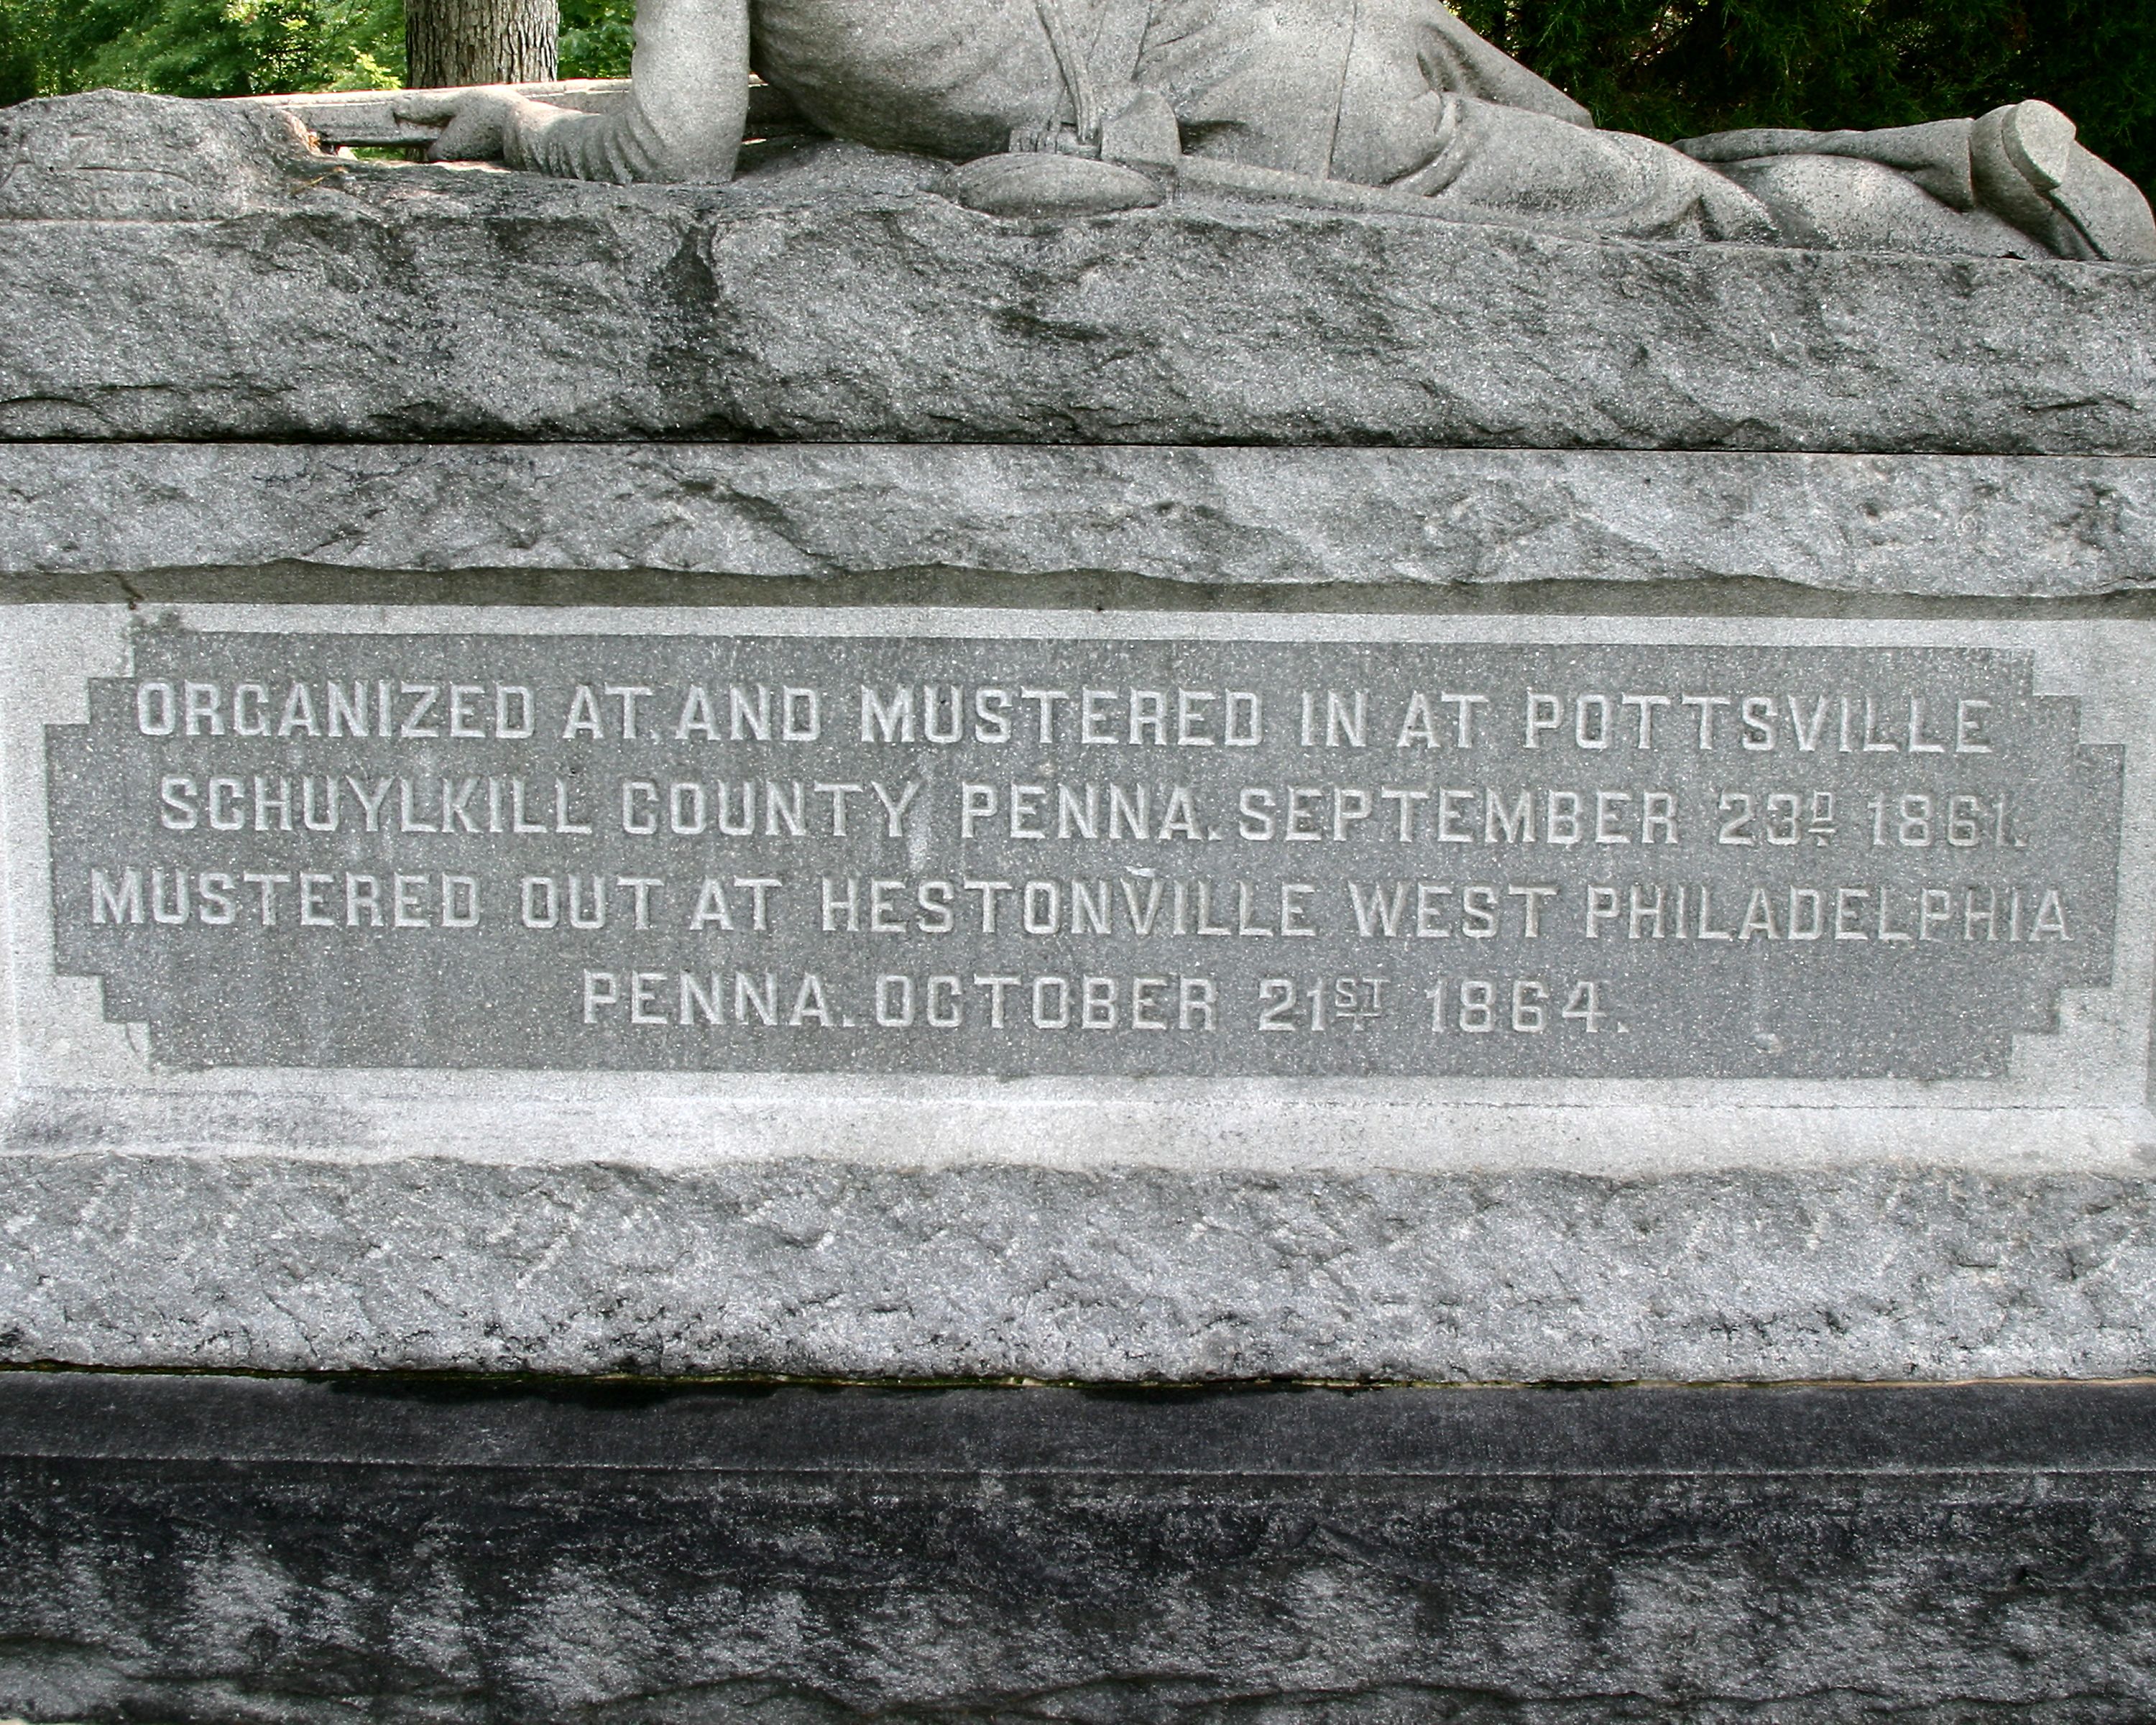 ORGANIZED AT, AND MUSTERED IN AT POTTSVILLE
SCHUYLKILL COUNTY PENNA. SEPTEMBER 23D 1861.
MUSTERED OUT AT HESTONVILLE WEST PHILADELPHIA
PENNA. OCTOBER 21ST 1864.